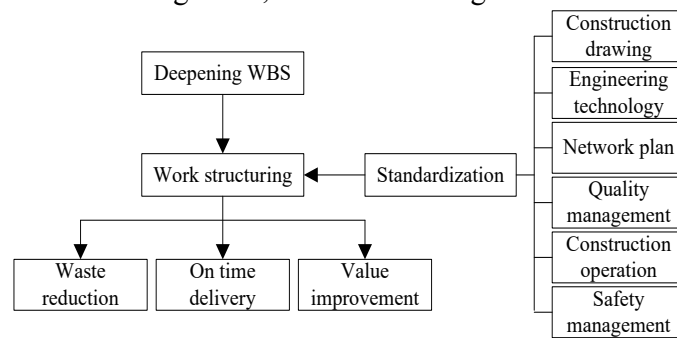 Construction
drawing
Deepening WBS
Engineering
technology
Network plan
Work structuring
Standardization
Quality
management
Waste
reduction
On time
delivery
Value
improvement
Construction
operation
Safety
management